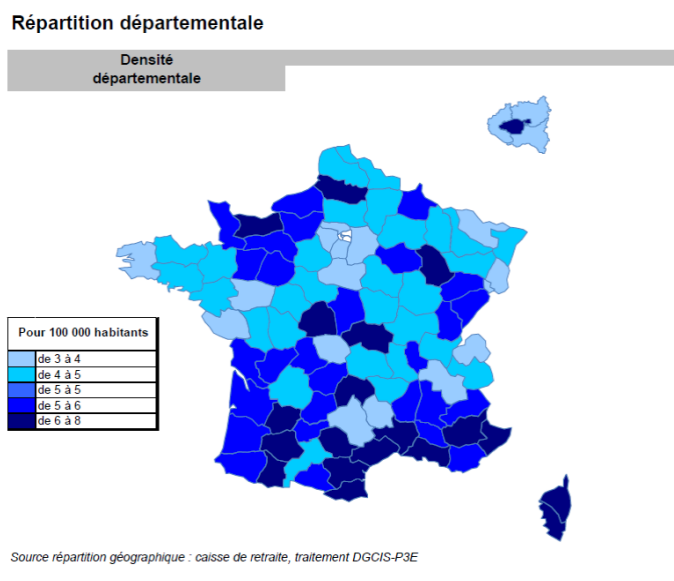 Répartition départementale
Densité
départementale
Pour 100 000 habitants
de 3 à 4
de 4 à 5
de 5 à 5
de 5 à 6
de 6 à 8
Source répartition géographique : caisse de retraite, traitement DGCIS-P3E